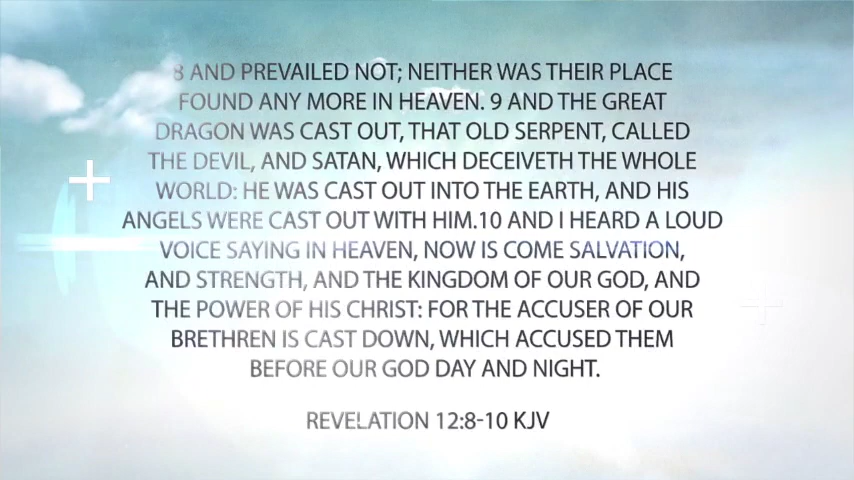 8 AND PREVAILED NOT; NEITHER WAS THEIR PLACE
FOUND ANY MORE IN HEAVEN. 9 AND THE GREAT
DRAGON WAS CAST OUT, THAT OLD SERPENT, CALLED
THE DEVIL, AND SATAN, WHICH DECEIVETH THE WHOLE
WORLD: HE WAS CAST OUT INTO THE EARTH, AND HIS
ANGELS WERE CAST OUT WITH HIM.10 AND I HEARD A LOUD
VOICE SAYING IN HEAVEN, NOW IS COME SALVATION,
AND STRENGTH, AND THE KINGDOM OF OUR GOD, AND
THE POWER OF HIS CHRIST: FOR THE ACCUSER OF OUR
BRETHREN IS CAST DOWN, WHICH ACCUSED THEM
BEFORE OUR GOD DAY AND NIGHT.
REVELATION 12:8-10 KJV